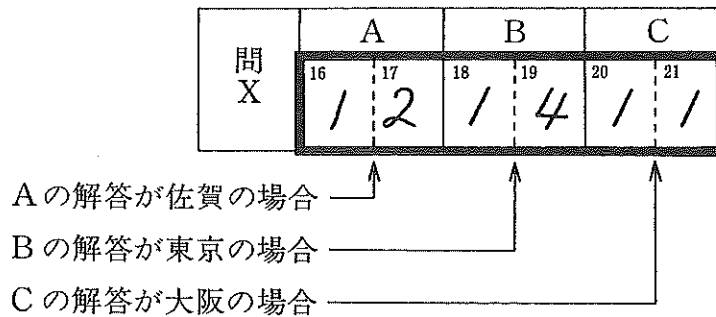 問X A B C
16 1 17 2 18 1 19 4 20 1 21 1
Aの解答が佐賀の場合
Bの解答が東京の場合
Cの解答が大阪の場合